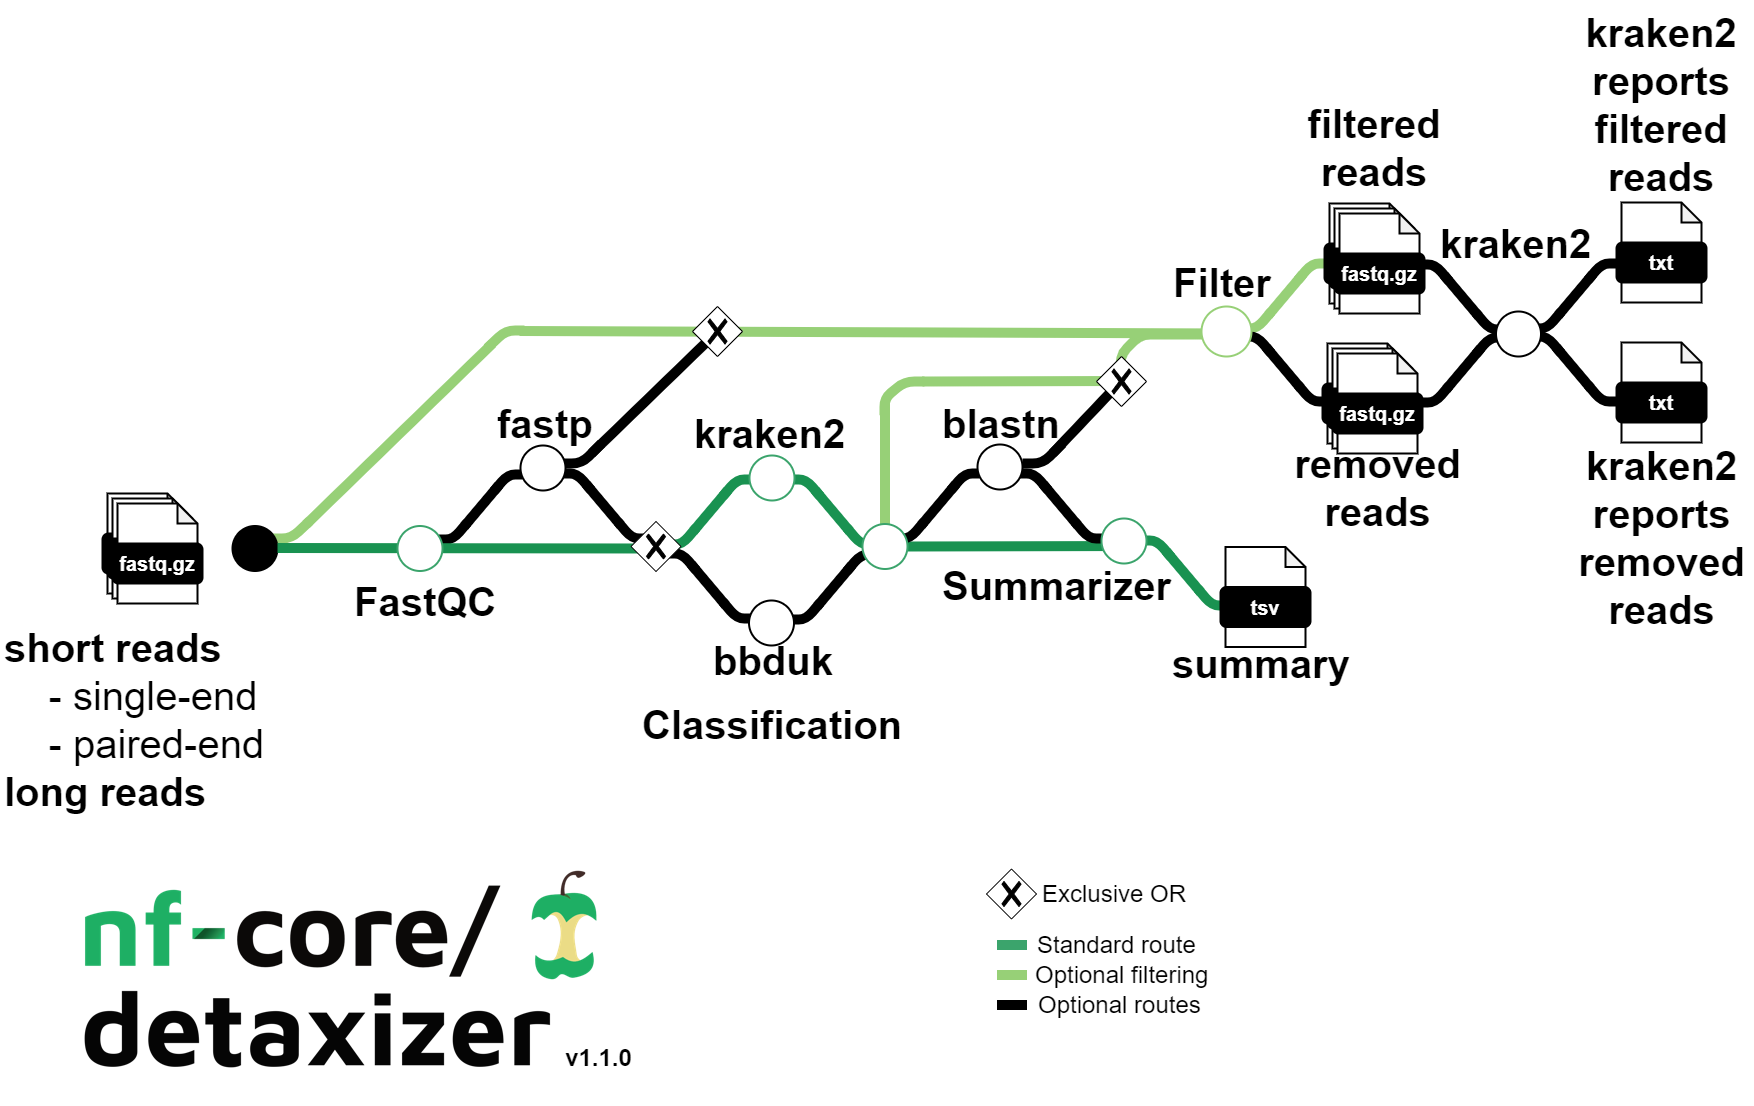 kraken2
reports
filtered
reads
filtered
reads
kraken2
fastq.gz
txt
Filter
X
X
fastp
kraken2
blastn
fastq.gz
txt
removed
reads
kraken2
reports
removed
reads
fastq.gz
X
FastQC
Summarizer
tsv
summary
bbduk
Classification
short reads
- single-end
- paired-end
long reads
nf-core/
detaxizer v1.1.0
X Exclusive OR
Standard route
Optional filtering
Optional routes